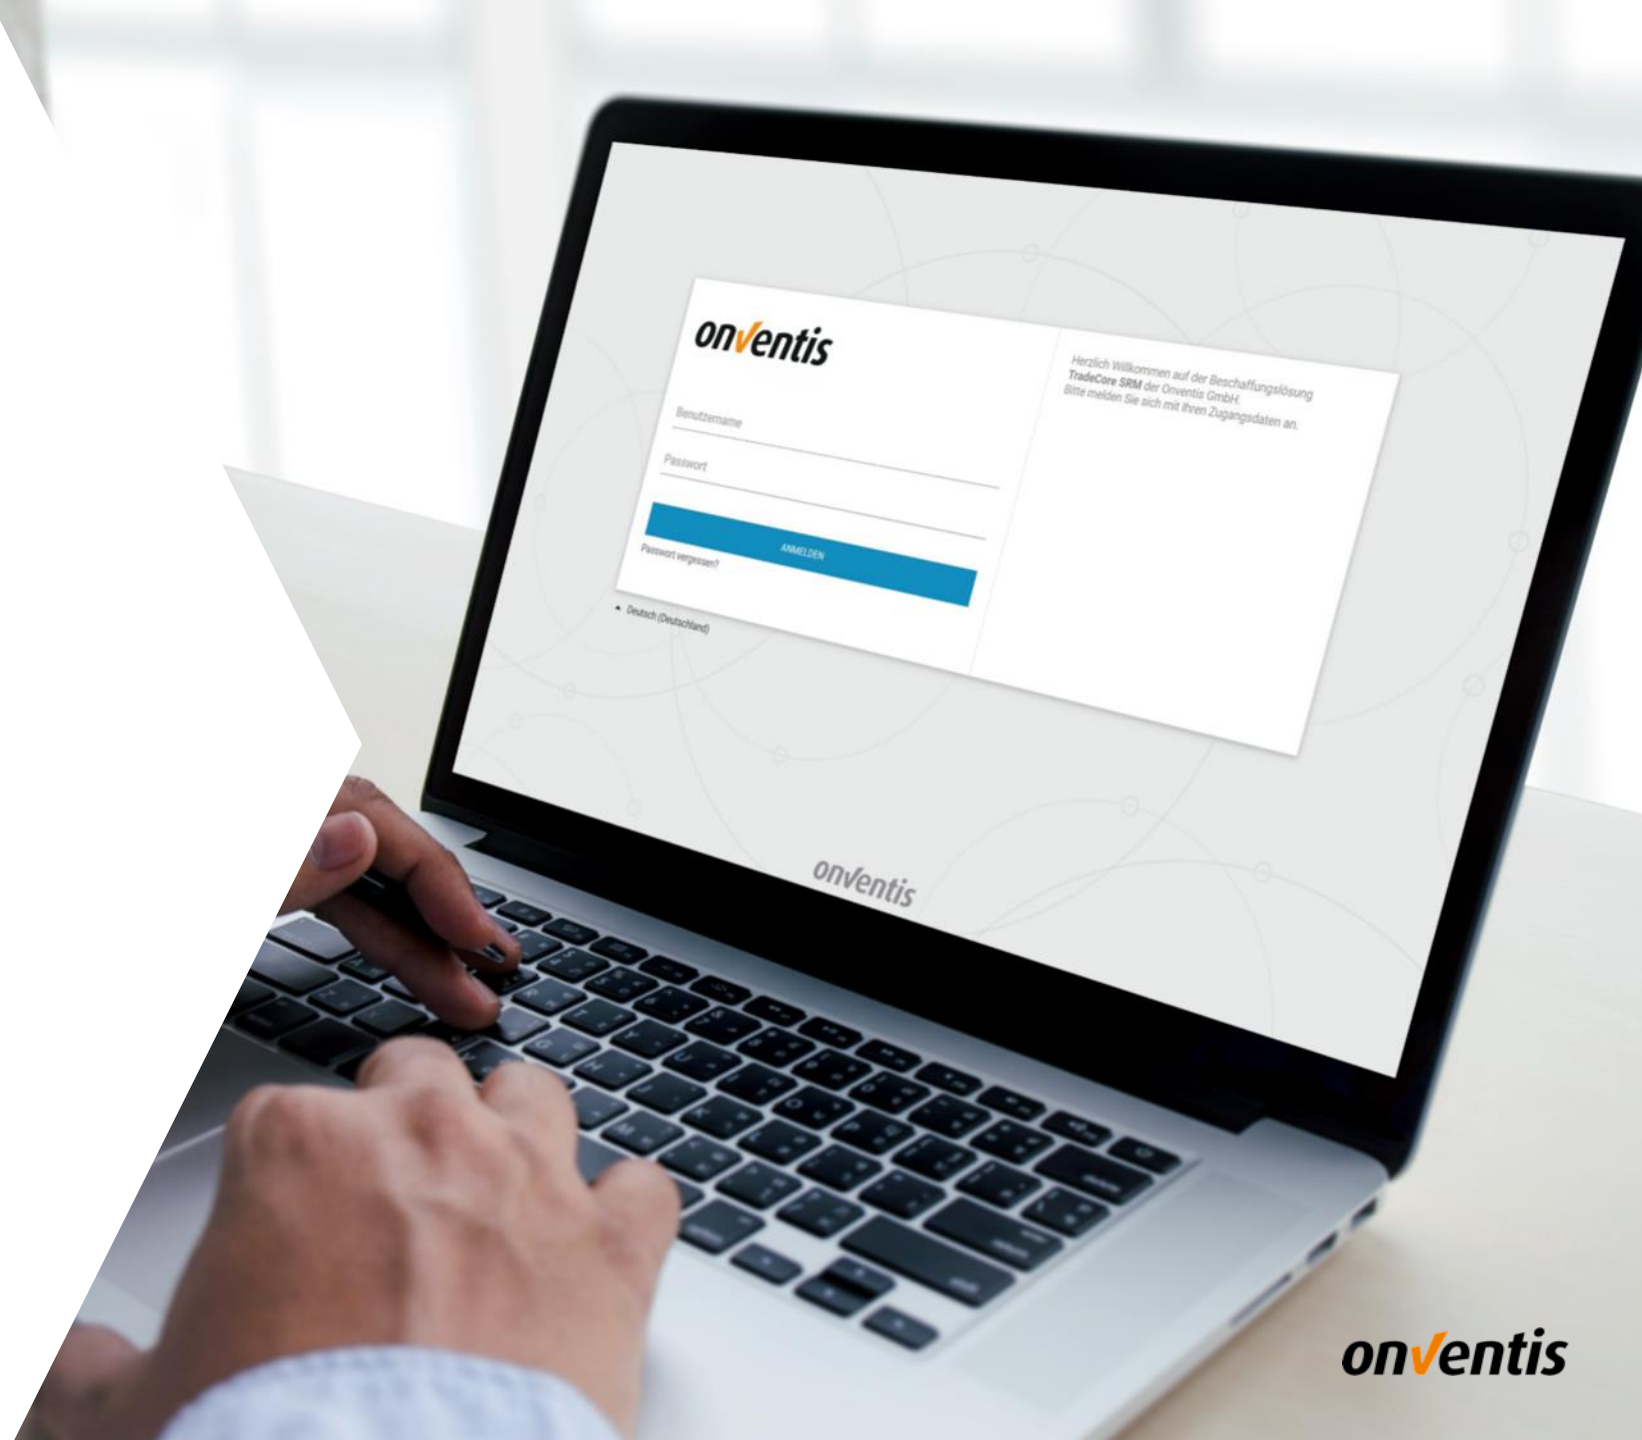 onventis
Benutzername
Passwort
ANMELDEN
Passwort vergessen?
Deutsch (Deutschland)
Herzlich Willkommen auf der Beschaffungslösung
TradeCore SRM der Onventis GmbH.
Bitte melden Sie sich mit Ihren Zugangsdaten an.
onventis
onventis